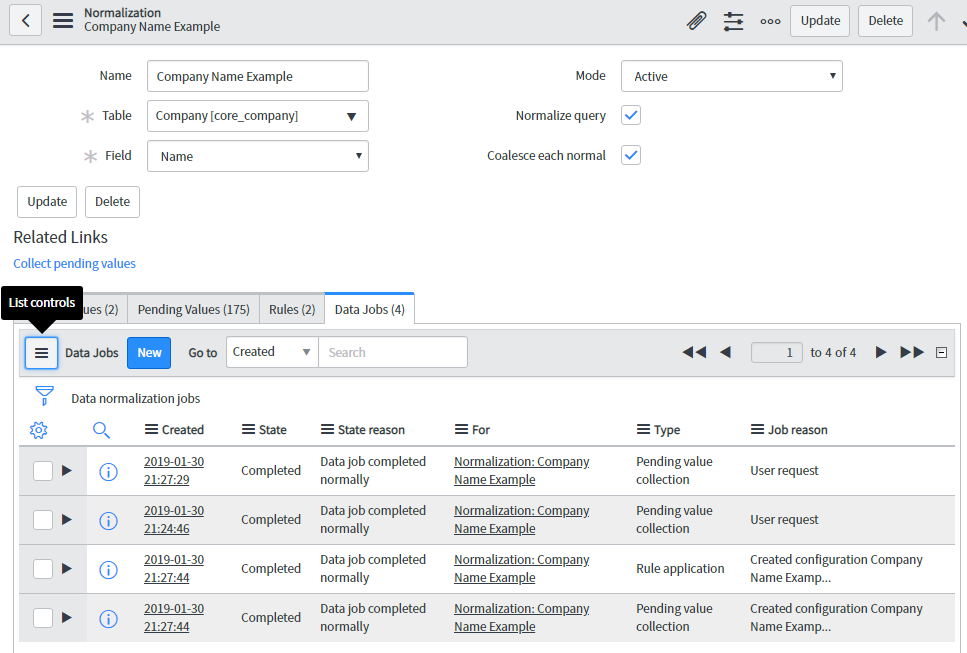 Normalization
Company Name Example
Update Delete
Name Company Name Example Mode Active
Table Company [core_company] Normalize query
Field Name Coalesce each normal
Update Delete
Related Links
Collect pending values
List controls
ues (2) Pending Values (175) Rules (2) Data Jobs (4)
Data Jobs New Go to Created Search 1 to 4 of 4
Data normalization jobs
Created State State reason For Type Job reason
2019-01-30 21:27:29 Completed Data job completed normally Normalization: Company Name Example Pending value collection User request
2019-01-30 21:24:46 Completed Data job completed normally Normalization: Company Name Example Pending value collection User request
2019-01-30 21:27:44 Completed Data job completed normally Normalization: Company Name Example Rule application Created configuration Company Name Examp...
2019-01-30 21:27:44 Completed Data job completed normally Normalization: Company Name Example Pending value collection Created configuration Company Name Examp...